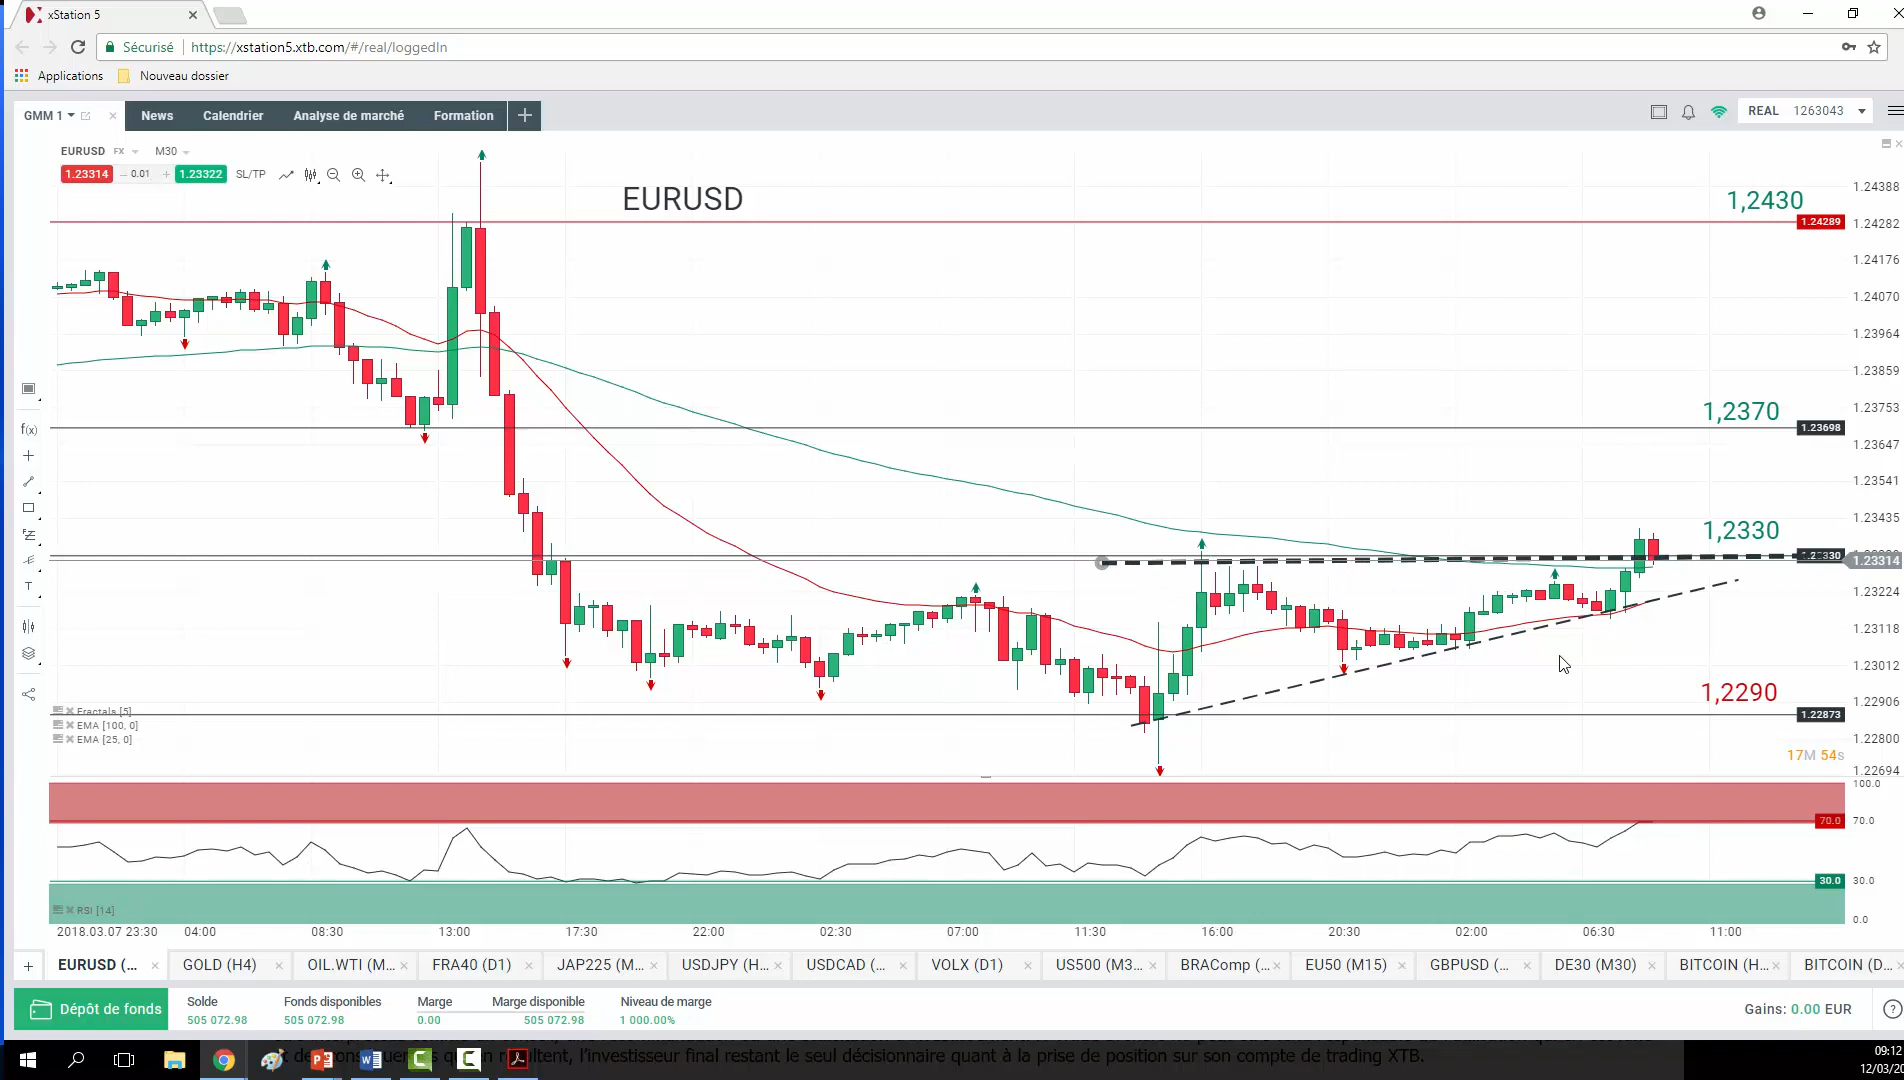 xStation 5
Sécurisé
https://xstation5.xtb.com/#/real/loggedIn
Applications
Nouveau dossier
GMM 1
News
Calendrier
Analyse de marché
Formation
REAL 1263043
EURUSD FX
M30
1.23314
0.01
1.23322
SL/TP
EURUSD
1,2430
1.24289
1,2370
1.23698
1,2330
1.23314
1,2290
1.22873
17M 54s
1.24388
1.24282
1.24176
1.24070
1.23964
1.23859
1.23753
1.23647
1.23541
1.23435
1.23224
1.23118
1.23012
1.22906
1.22800
1.22694
f(x)
T
Fractals [5]
EMA [100, 0]
EMA [25, 0]
100.0
70.0
70.0
30.0
30.0
0.0
RSI [14]
2018.03.07 23:30
04:00
08:30
13:00
17:30
22:00
02:30
07:00
11:30
16:00
20:30
02:00
06:30
11:00
EURUSD (...
GOLD (H4)
OIL.WTI (M...
FRA40 (D1)
JAP225 (M...
USDJPY (H...
USDCAD (...
VOLX (D1)
US500 (M3...
BRAComp (...
EU50 (M15)
GBPUSD (...
DE30 (M30)
BITCOIN (H...
BITCOIN (D...
Dépôt de fonds
Solde
505 072.98
Fonds disponibles
505 072.98
Marge
0.00
Marge disponible
505 072.98
Niveau de marge
1 000.00%
Gains: 0.00 EUR
l'investisseur final restant le seul décisionnaire quant à la prise de position sur son compte de trading XTB.
09:12
12/03/20